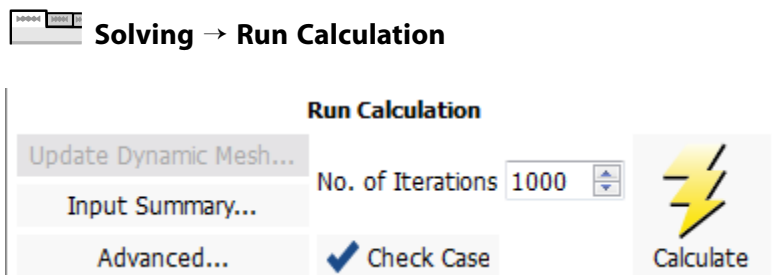 Solving → Run Calculation
Run Calculation
Update Dynamic Mesh...
No. of Iterations 1000
Input Summary...
Advanced...
Check Case
Calculate